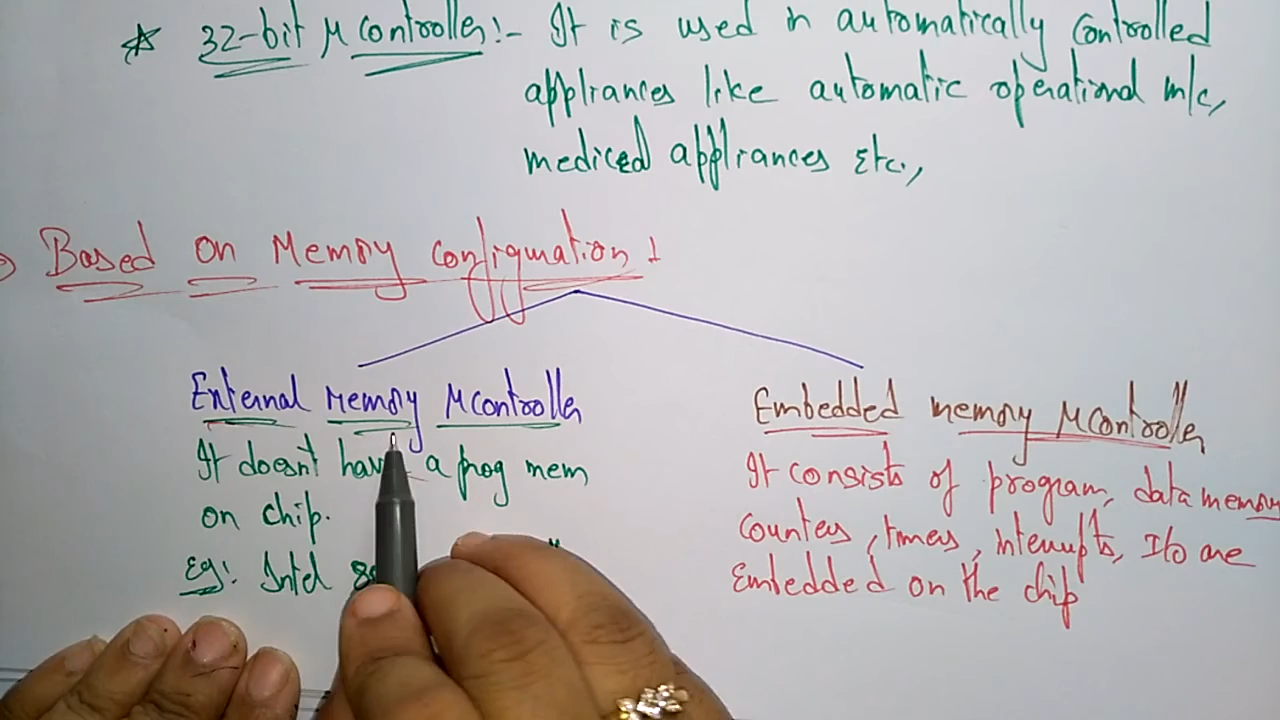 ☆ 32-bit μ controller:- It is used in automatically controlled
appliances like automatic operational m/c,
medical appliances Etc.,
Based on Memory configuration :
External Memory μcontroller
It doesn't have a prog mem
on chip.
Eg: Intel
Embedded memory μcontroller
It consists of program, data memory
counters, timers, interrupts, I/o are
Embedded on the chip